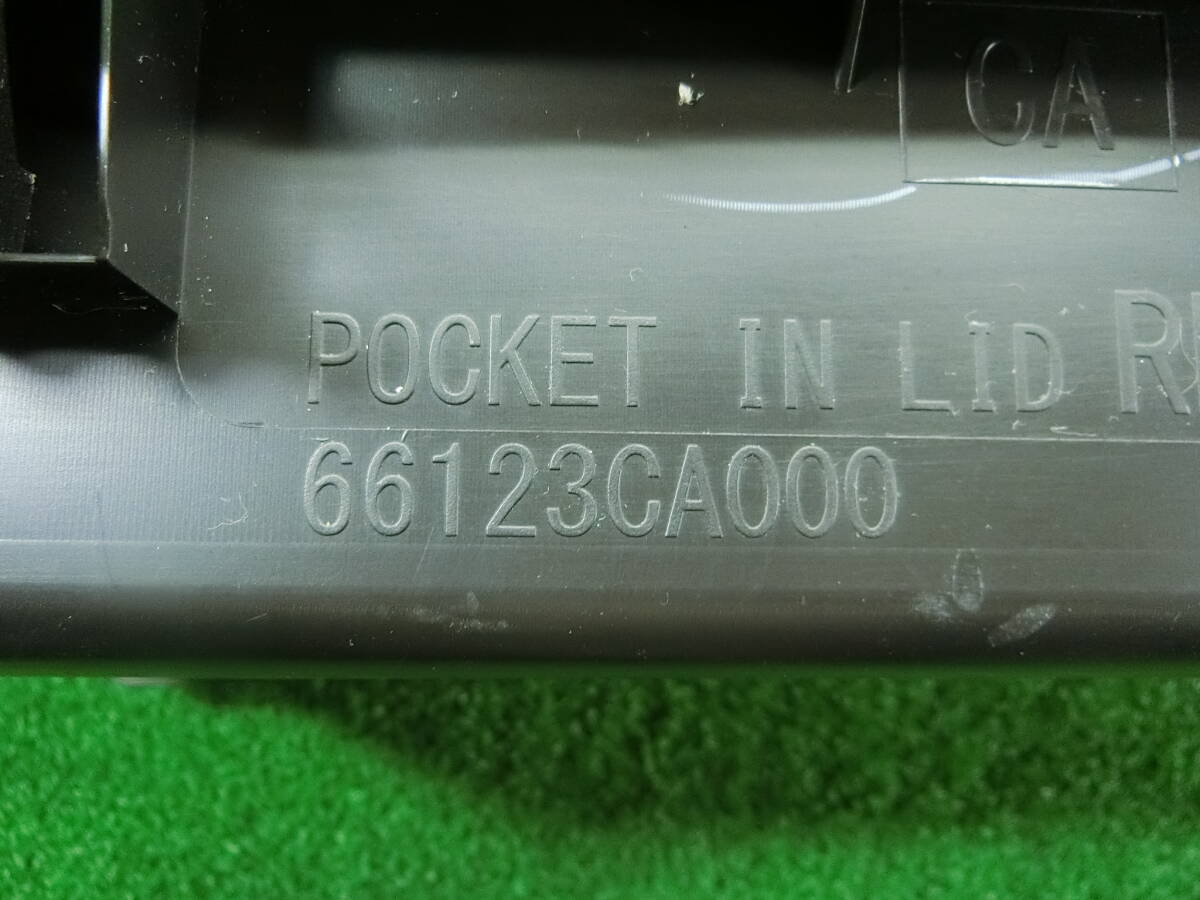 CA
POCKET IN LID
66123CA000